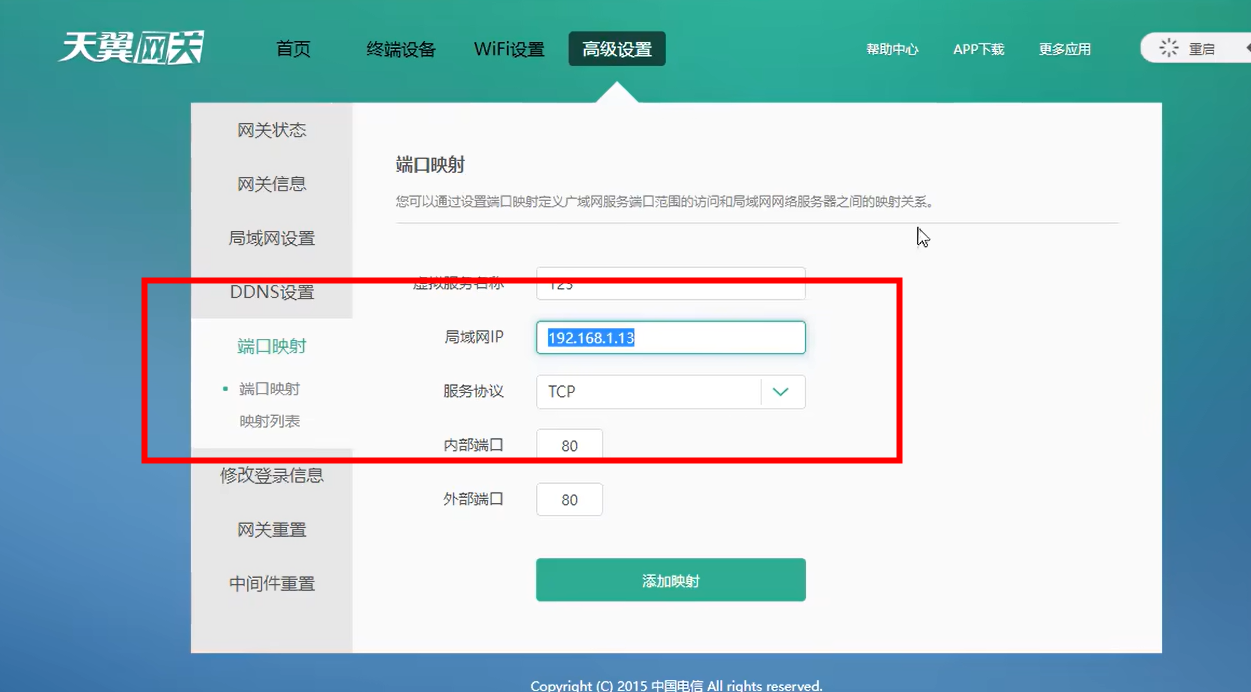 天翼网关
首页 终端设备 WiFi设置 高级设置 帮助中心 APP下载 更多应用 重启
网关状态
网关信息
局域网设置
DDNS设置
端口映射
端口映射
映射列表
修改登录信息
网关重置
中间件重置
端口映射
您可以通过设置端口映射定义广域网服务端口范围的访问和局域网网络服务器之间的映射关系。
虚拟服务名称 123
局域网IP 192.168.1.13
服务协议 TCP
内部端口 80
外部端口 80
添加映射
Copyright (C) 2015 中国电信 All rights reserved.